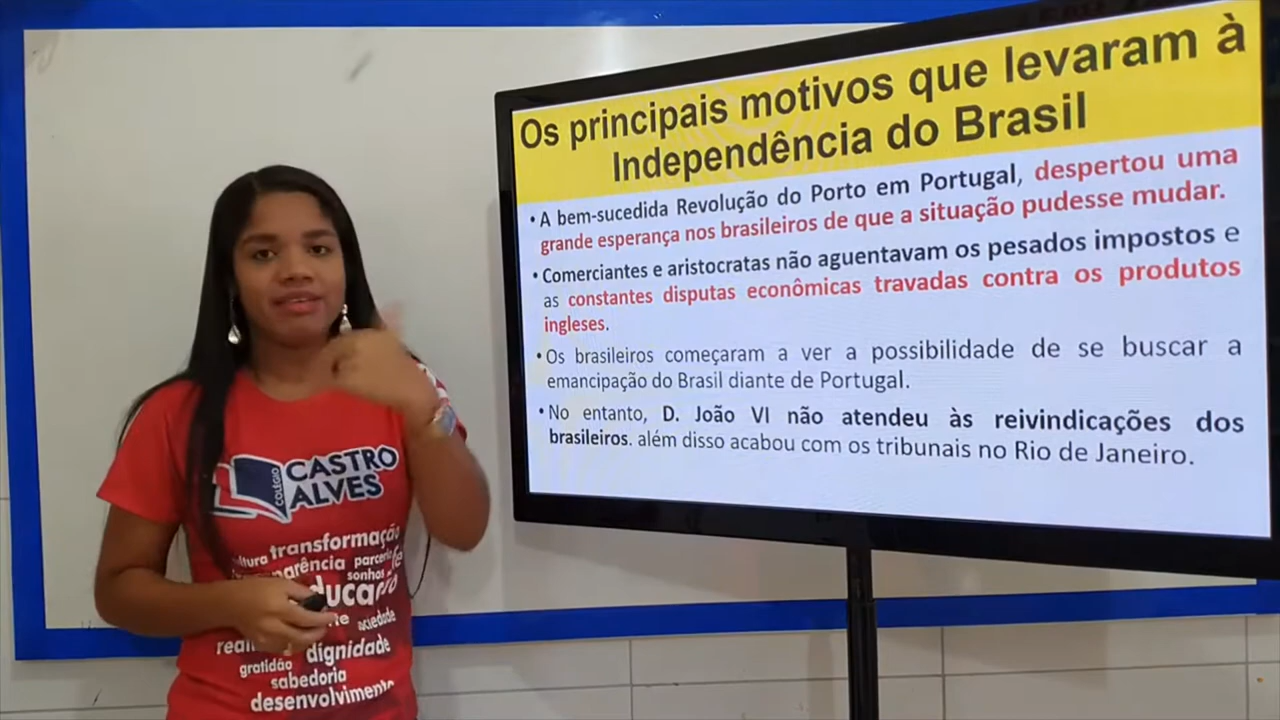 Os principais motivos que levaram à
Independência do Brasil
•A bem-sucedida Revolução do Porto em Portugal, despertou uma
grande esperança nos brasileiros de que a situação pudesse mudar.
•Comerciantes e aristocratas não aguentavam os pesados impostos e
as constantes disputas econômicas travadas contra os produtos
ingleses.
•Os brasileiros começaram a ver a possibilidade de se buscar a
emancipação do Brasil diante de Portugal.
•No entanto, D. João VI não atendeu às reivindicações dos
brasileiros. além disso acabou com os tribunais no Rio de Janeiro.
COLÉGIO
CASTRO
ALVES
transformação
parceria
sonhos
sociedade
dignidade
gratidão
sabedoria
desenvolvimento